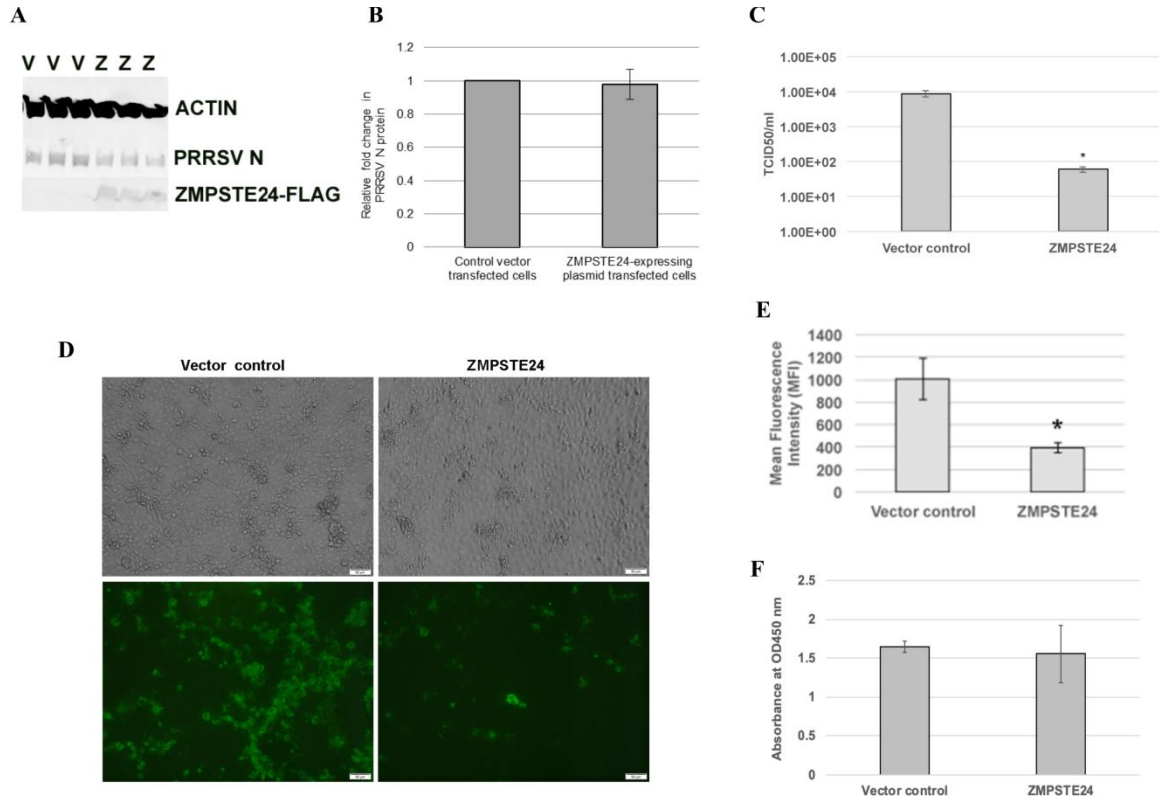 A
V V V Z Z Z
ACTIN
PRRSV N
ZMPSTE24-FLAG
B
Relative fold change in
PRRSV N protein
1.2
1
0.8
0.6
0.4
0.2
0
Control vector
transfected cells
ZMPSTE24-expressing
plasmid transfected cells
C
TCID50/ml
1.00E+05
1.00E+04
1.00E+03
1.00E+02
1.00E+01
1.00E+00
*
Vector control
ZMPSTE24
D
Vector control
ZMPSTE24
E
Mean Fluorescence
Intensity (MFI)
1400
1200
1000
800
600
400
200
0
*
Vector control
ZMPSTE24
F
Absorbance at OD450 nm
2.5
2
1.5
1
0.5
0
Vector control
ZMPSTE24